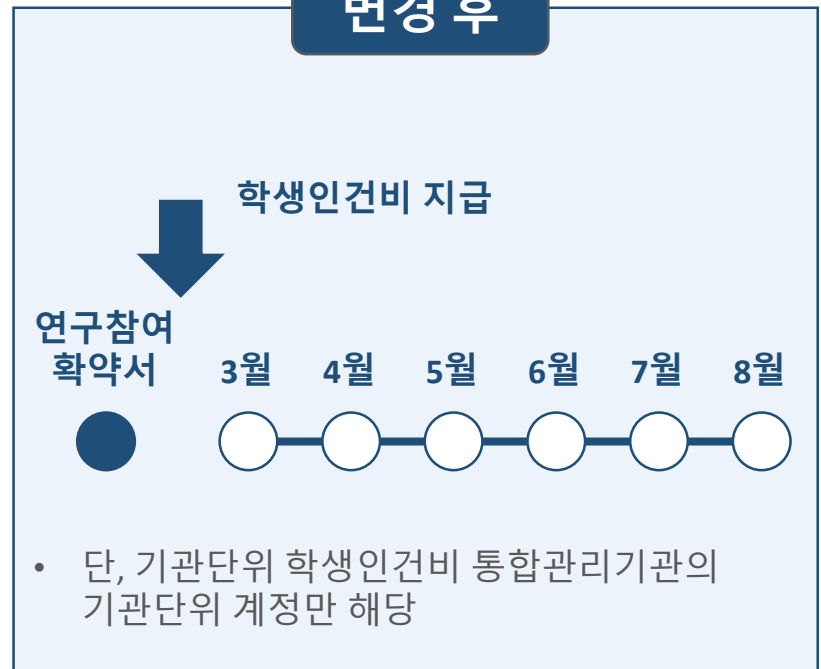 변경 후
학생인건비 지급
연구참여
확약서
3월 4월 5월 6월 7월 8월
• 단, 기관단위 학생인건비 통합관리기관의
기관단위 계정만 해당